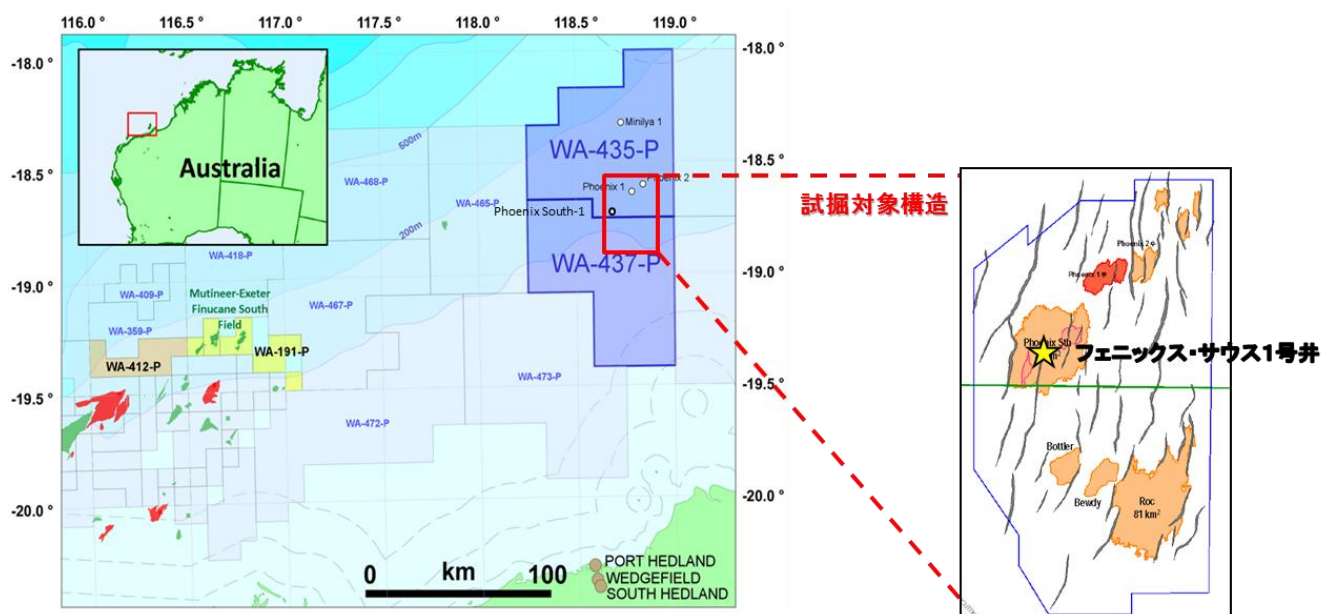 116.0 °
116.5 °
117.0 °
117.5 °
118.0 °
118.5 °
119.0 °
-18.0 °
-18.5 °
-19.0 °
-19.5 °
-20.0 °
-18.0 °
-18.5 °
-19.0 °
-19.5 °
-20.0 °
Australia
600m
200m
Minilya 1
WA-435-P
Phoenix 1
Phoenix 2
Phoenix South-1
WA-437-P
WA-468-P
WA-465-P
WA-418-P
WA-409-P
WA-359-P
WA-467-P
Mutineer-Exeter
Finucane South
Field
WA-191-P
WA-412-P
WA-473-P
WA-472-P
PORT HEDLAND
WEDGEFIELD
SOUTH HEDLAND
0 km 100
試掘対象構造
Phoenix 2
Phoenix 1
Phoenix Sth
フェニックス・サウス1号井
Bottler
Bewdy
Roc
81 km²